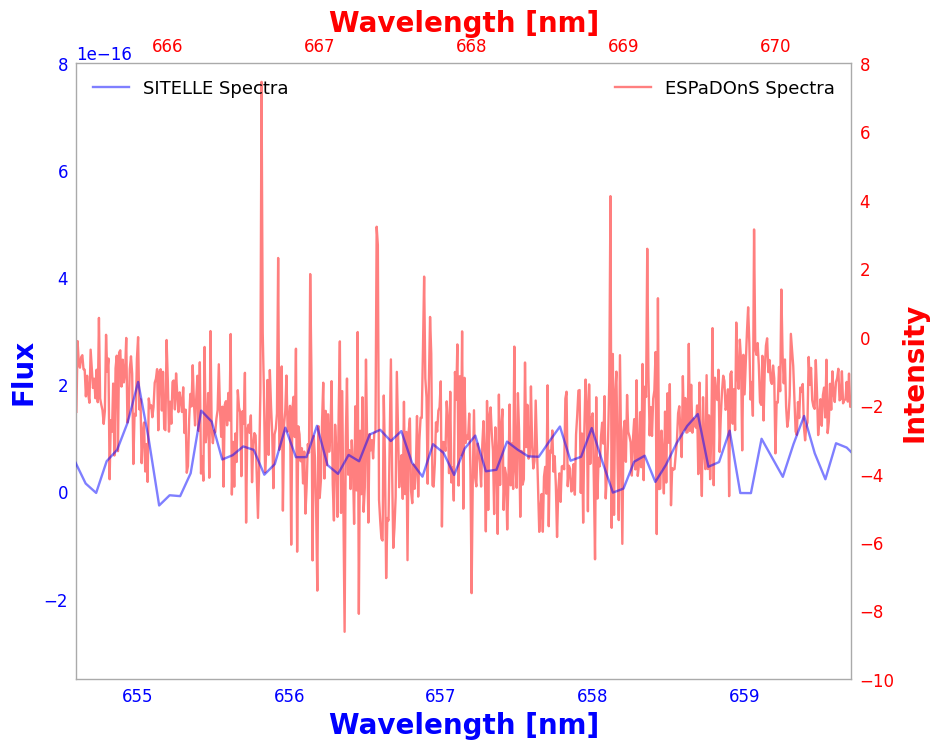 Wavelength [nm]
666 667 668 669 670
1e−16
SITELLE Spectra
ESPaDOnS Spectra
8
6
4
2
0
−2
Flux
8
6
4
2
0
−2
−4
−6
−8
−10
Intensity
655 656 657 658 659
Wavelength [nm]